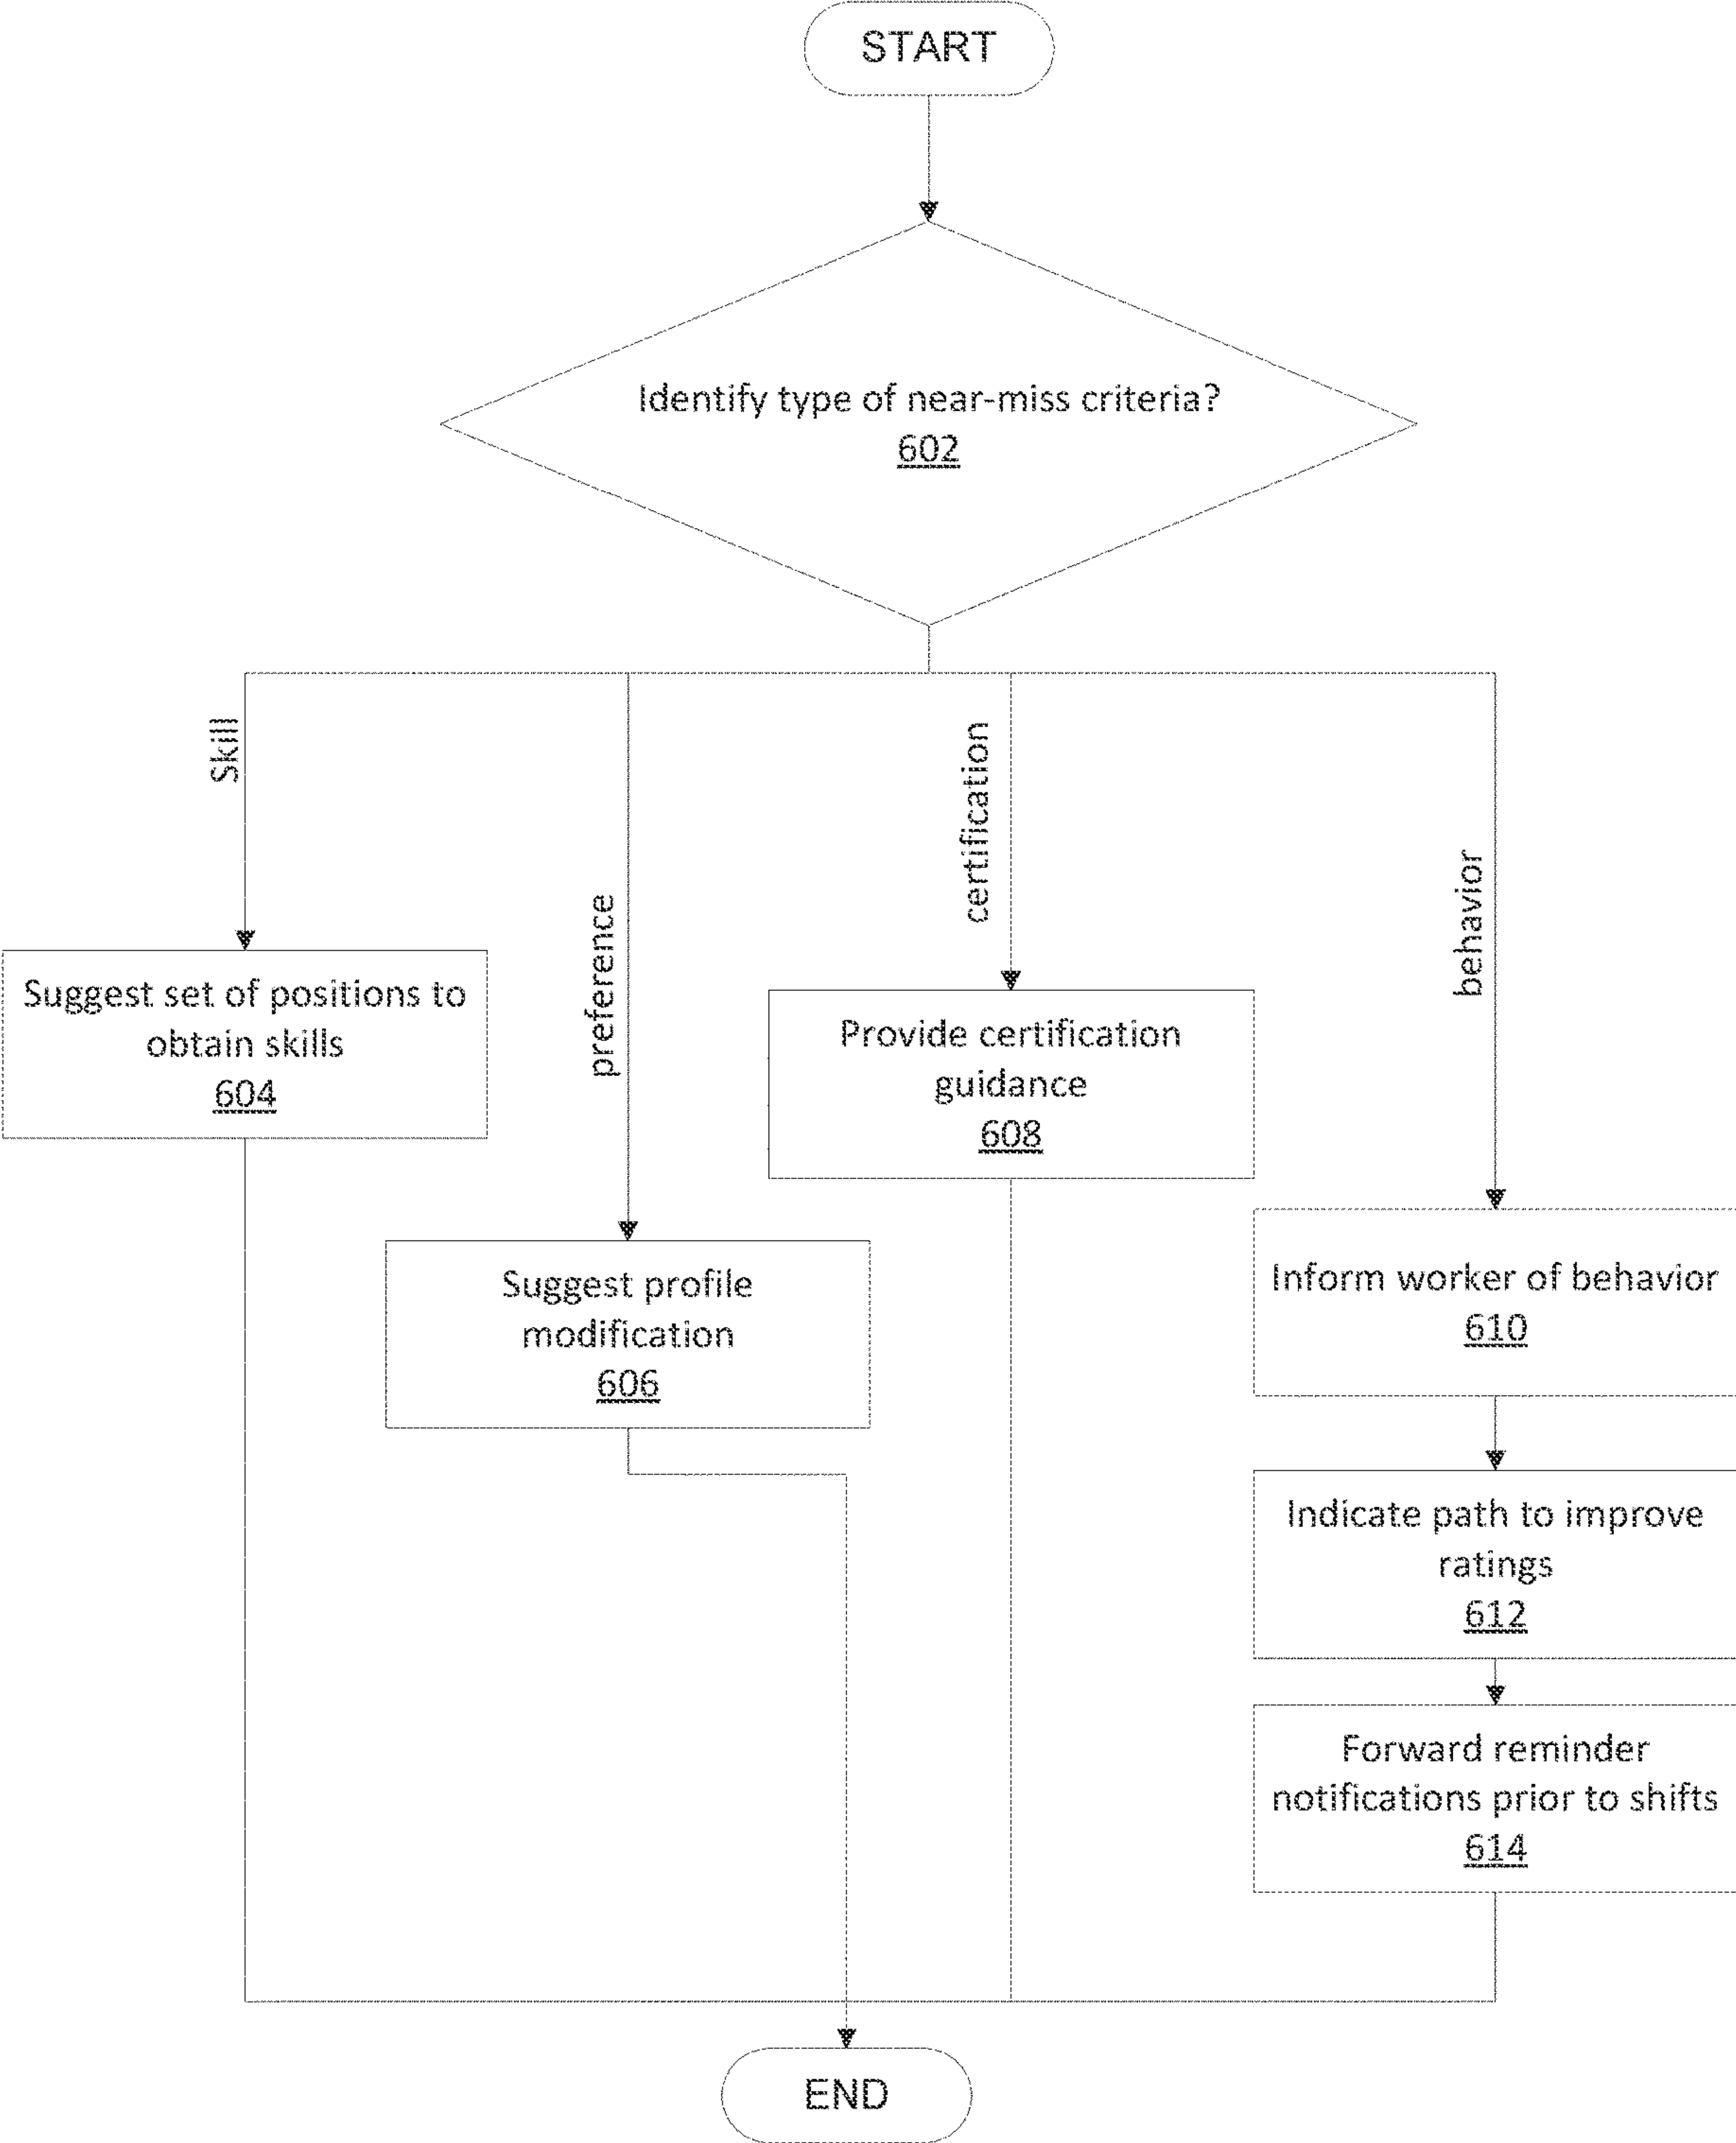 START
Identify type of near-miss criteria?
602
Skill
preference
certification
behavior
Suggest set of positions to
obtain skills
604
Provide certification
guidance
608
Suggest profile
modification
606
Inform worker of behavior
610
Indicate path to improve
ratings
612
Forward reminder
notifications prior to shifts
614
END